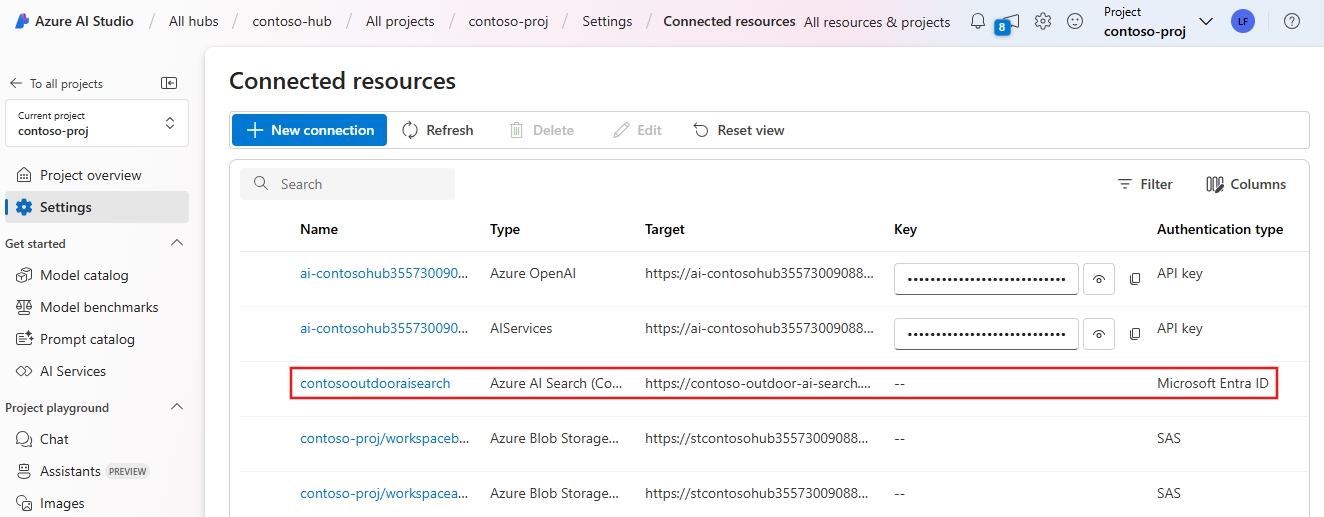 Azure AI Studio / All hubs / contoso-hub / All projects / contoso-proj / Settings / Connected resources All resources & projects 8 Project contoso-proj LF
To all projects
Current project
contoso-proj
Project overview
Settings
Get started
Model catalog
Model benchmarks
Prompt catalog
AI Services
Project playground
Chat
Assistants PREVIEW
Images
Connected resources
New connection Refresh Delete Edit Reset view
Search Filter Columns
Name Type Target Key Authentication type
ai-contosohub355730090... Azure OpenAI https://ai-contosohub35573009088... •••••••••••••••••••••••••••• API key
ai-contosohub355730090... AIServices https://ai-contosohub35573009088... •••••••••••••••••••••••••••• API key
contosooutdooraisearch Azure AI Search (Co... https://contoso-outdoor-ai-search.... -- Microsoft Entra ID
contoso-proj/workspaceb... Azure Blob Storage... https://stcontosohub35573009088... -- SAS
contoso-proj/workspacea... Azure Blob Storage... https://stcontosohub35573009088... -- SAS